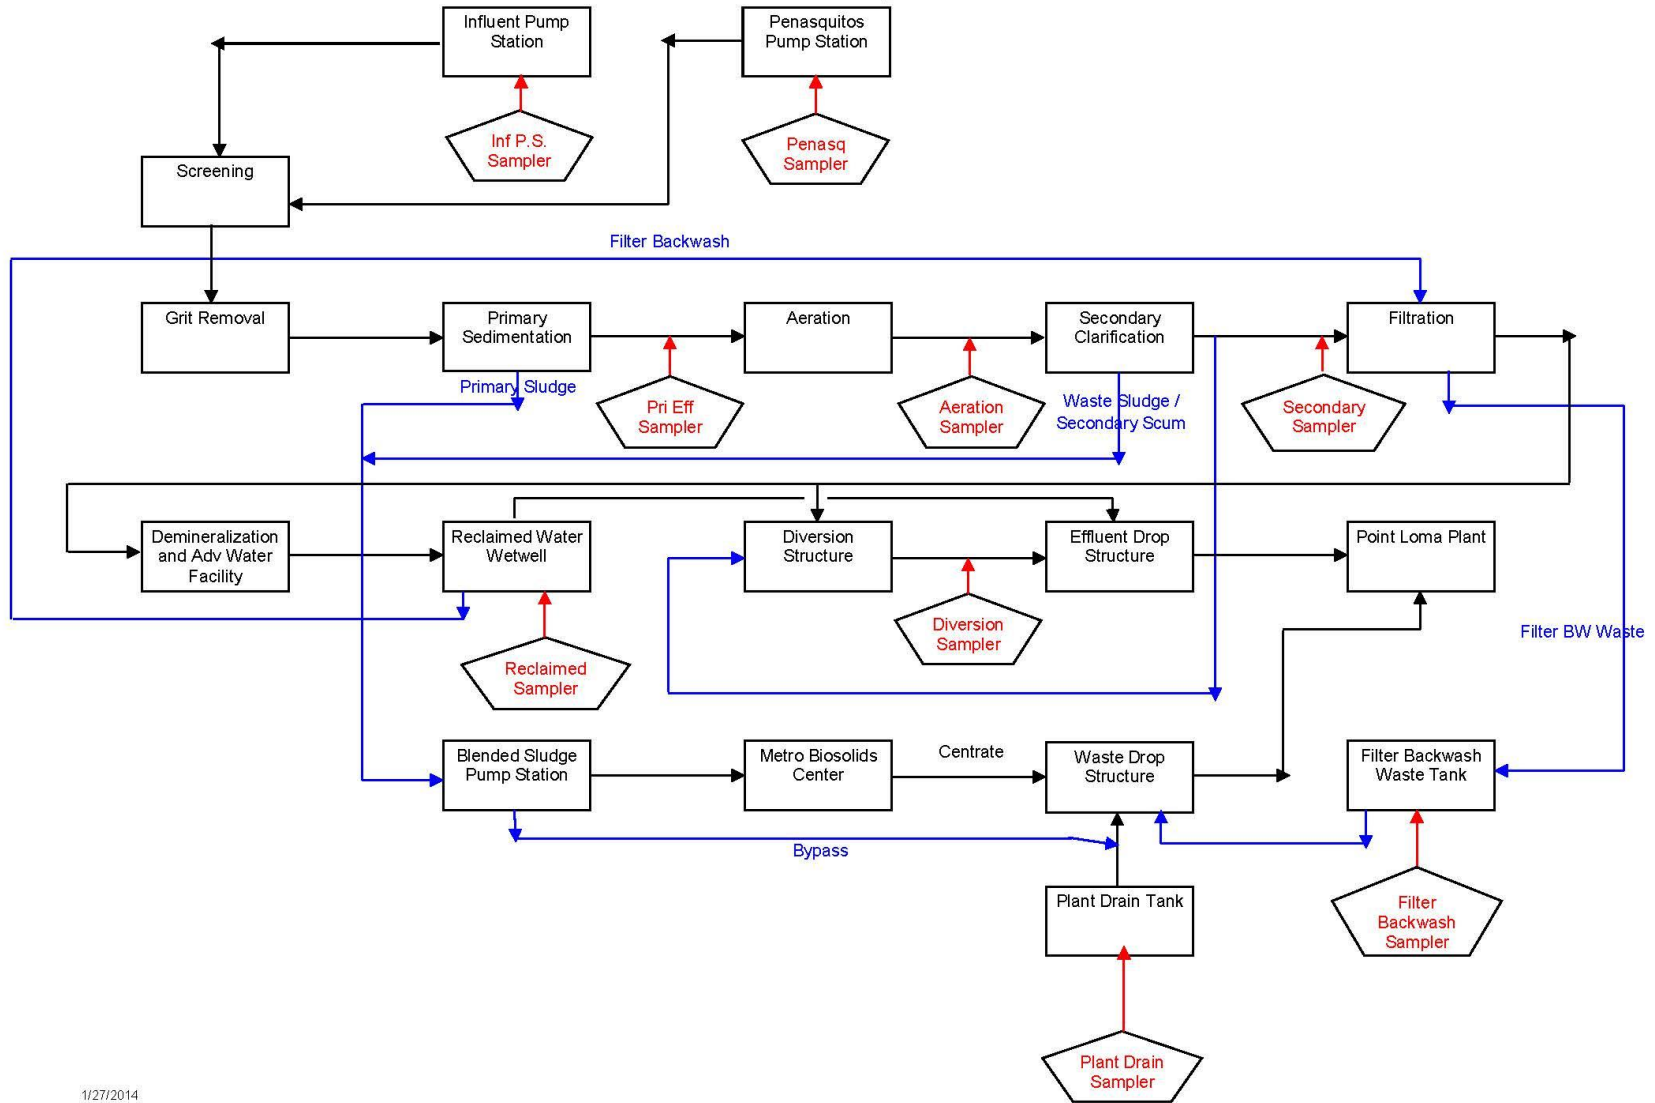 Influent Pump
Station
Penasquitos
Pump Station
Inf P.S.
Sampler
Penasq
Sampler
Screening
Filter Backwash
Grit Removal
Primary
Sedimentation
Aeration
Secondary
Clarification
Filtration
Primary Sludge
Pri Eff
Sampler
Aeration
Sampler
Waste Sludge /
Secondary Scum
Secondary
Sampler
Demineralization
and Adv Water
Facility
Reclaimed Water
Wetwell
Diversion
Structure
Effluent Drop
Structure
Point Loma Plant
Diversion
Sampler
Filter BW Waste
Reclaimed
Sampler
Blended Sludge
Pump Station
Metro Biosolids
Center
Centrate
Waste Drop
Structure
Filter Backwash
Waste Tank
Bypass
Plant Drain Tank
Filter
Backwash
Sampler
Plant Drain
Sampler
1/27/2014